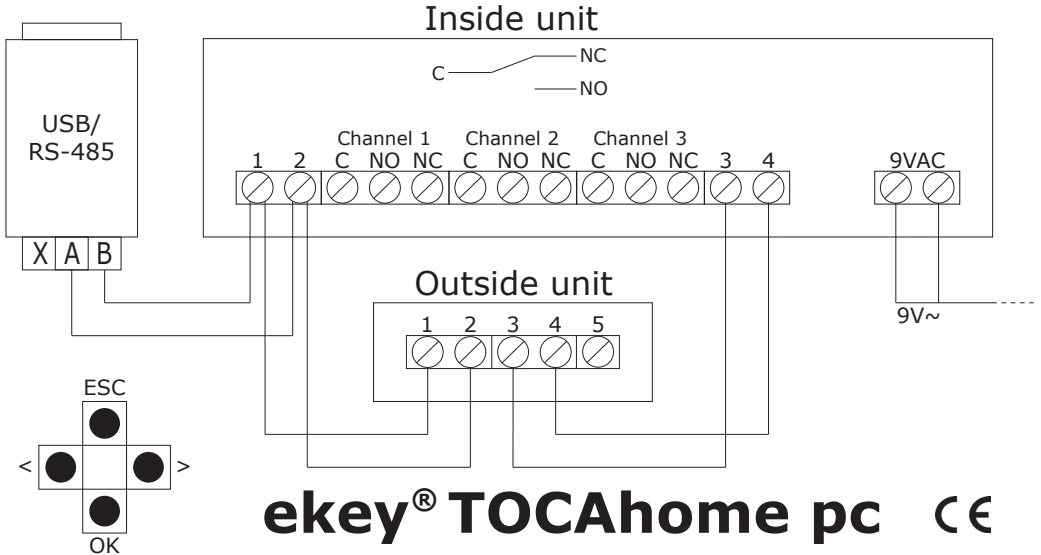 Inside unit
C NC
NO
USB/
RS-485
Channel 1 Channel 2 Channel 3
1 2 C NO NC C NO NC C NO NC 3 4 9VAC
X A B
Outside unit
1 2 3 4 5
9V~
ESC
< >
OK
ekey® TOCAhome pc CE